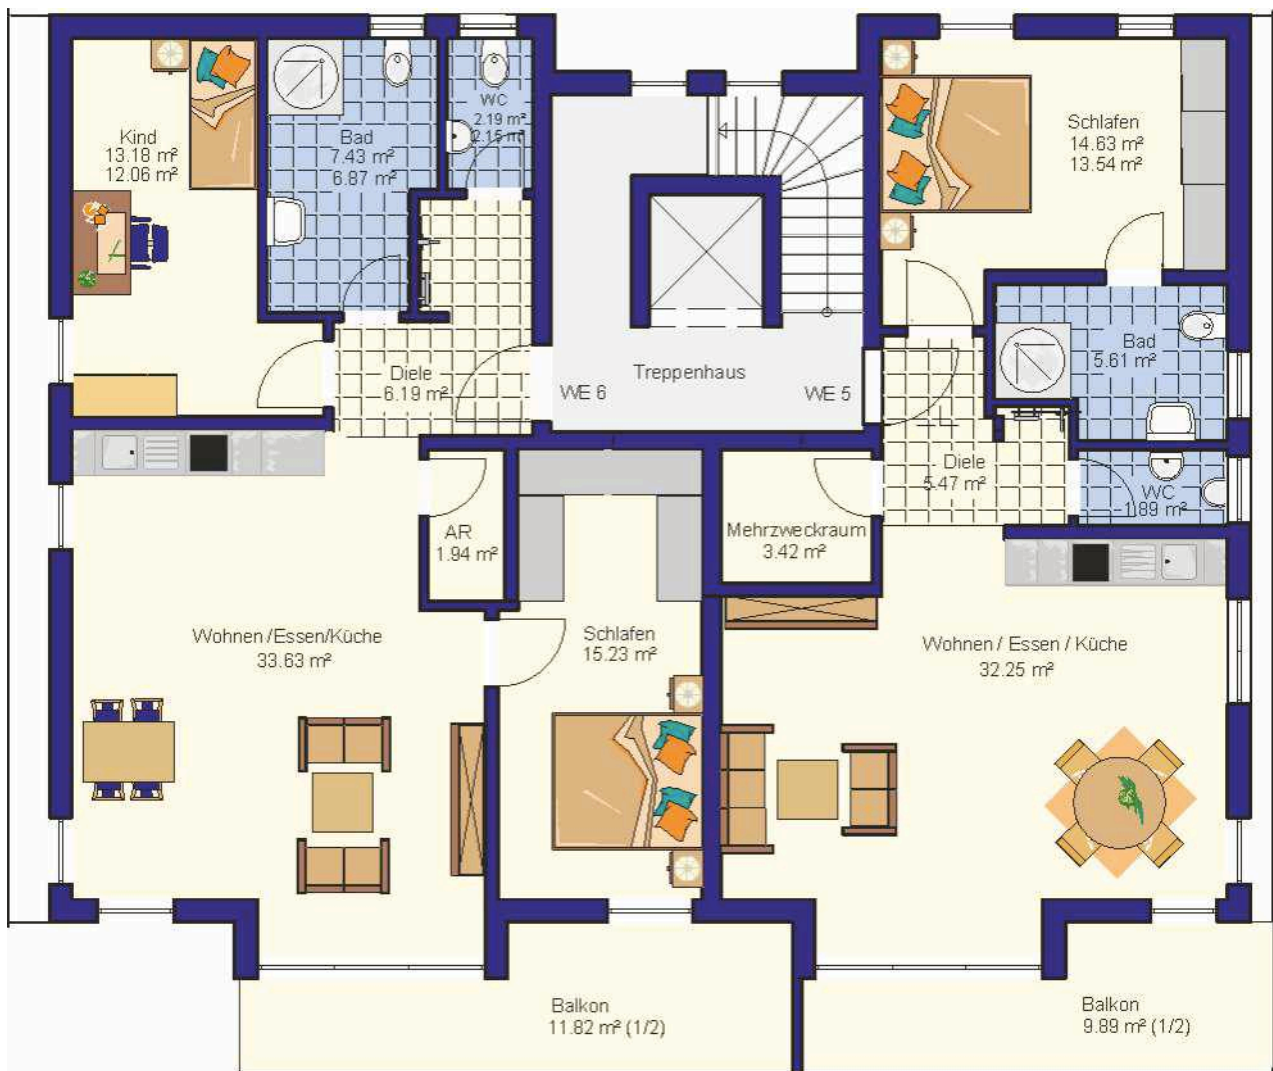 WC
2.19 m²
2.15 m²
Kind
13.18 m²
12.06 m²
Bad
7.43 m²
6.87 m²
Schlafen
14.63 m²
13.54 m²
Bad
5.61 m²
Diele
6.19 m²
Treppenhaus
WE 6
WE 5
Diele
5.47 m²
WC
1.89 m²
AR
1.94 m²
Mehrzweckraum
3.42 m²
Wohnen /Essen/Küche
33.63 m²
Schlafen
15.23 m²
Wohnen / Essen / Küche
32.25 m²
Balkon
11.82 m² (1/2)
Balkon
9.89 m² (1/2)